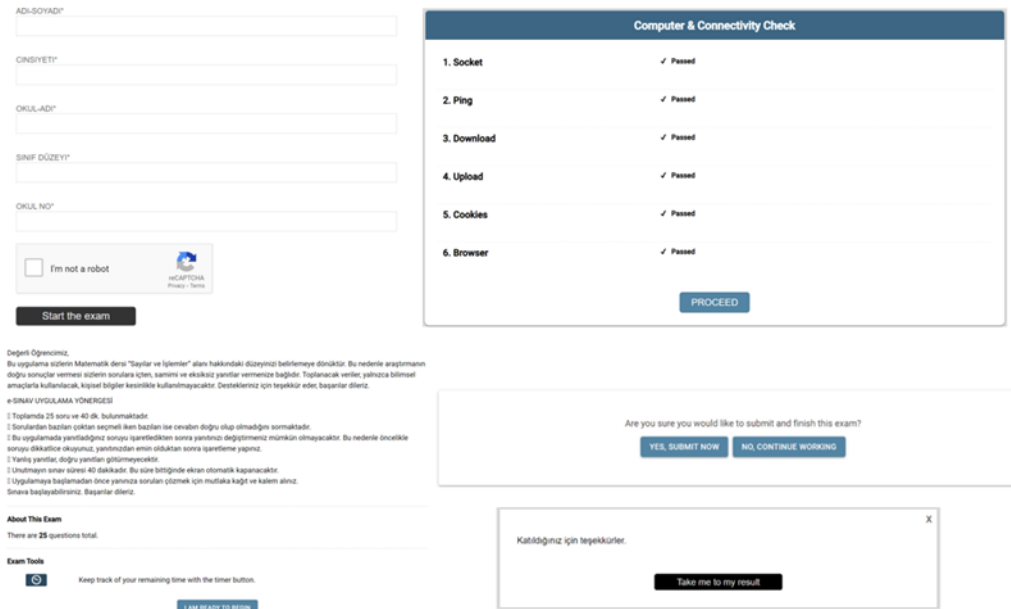 ADI-SOYADI*
CİNSİYETİ*
OKUL-ADI*
SINIF DÜZEYİ*
OKUL NO*
I'm not a robot
reCAPTCHA
Privacy - Terms
Start the exam
Computer & Connectivity Check
1. Socket ✓ Passed
2. Ping ✓ Passed
3. Download ✓ Passed
4. Upload ✓ Passed
5. Cookies ✓ Passed
6. Browser ✓ Passed
PROCEED
Değerli Öğrencimiz,
Bu uygulama sizlerin Matematik dersi "Sayılar ve İşlemler" alanı hakkındaki düzeyinizi belirlemeye dönüktür. Bu nedenle araştırmanın
doğru sonuçlar vermesi sizlerin sorulara içten, samimi ve eksiksiz yanıtlar vermenize bağlıdır. Toplanacak veriler, yalnızca bilimsel
amaçlarla kullanılacak, kişisel bilgiler kesinlikle kullanılmayacaktır. Destekleriniz için teşekkür eder, başarılar dileriz.
e-SINAV UYGULAMA YÖNERGESİ
Toplamda 25 soru ve 40 dk. bulunmaktadır.
Sorulardan bazıları çoktan seçmeli iken bazıları ise cevabın doğru olup olmadığını sormaktadır.
Bu uygulamada yanıtladığınız soruyu işaretledikten sonra yanıtınızı değiştirmeniz mümkün olmayacaktır. Bu nedenle öncelikle
soruyu dikkatlice okuyunuz, yanıtınızdan emin olduktan sonra işaretleme yapınız.
Yanlış yanıtlar, doğru yanıtları götürmeyecektir.
Unutmayın sınav süresi 40 dakikadır. Bu süre bittiğinde ekran otomatik kapanacaktır.
Uygulamaya başlamadan önce yanınıza soruları çözmek için mutlaka kağıt ve kalem alınız.
Sınava başlayabilirsiniz. Başarılar dileriz.
About This Exam
There are 25 questions total.
Exam Tools
Keep track of your remaining time with the timer button.
I AM READY TO BEGIN
Are you sure you would like to submit and finish this exam?
YES, SUBMIT NOW NO, CONTINUE WORKING
X
Katıldığınız için teşekkürler.
Take me to my result